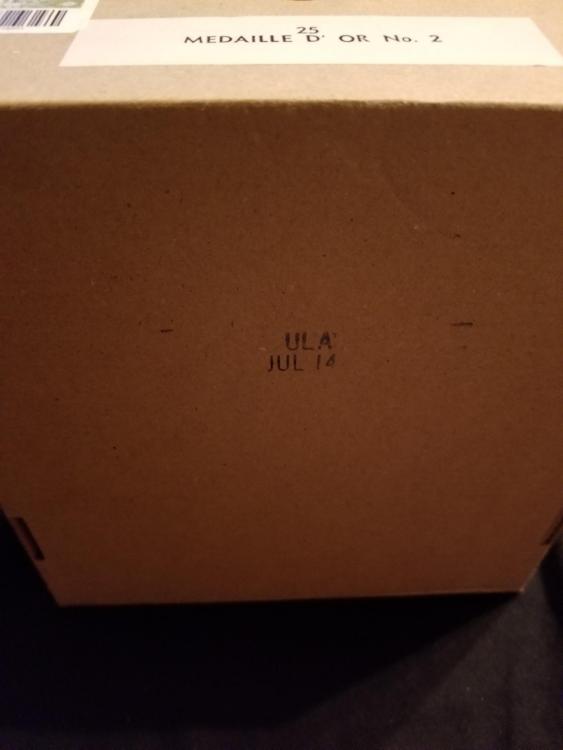 25
MEDAILLE D' OR No. 2
ULA
JUL 14